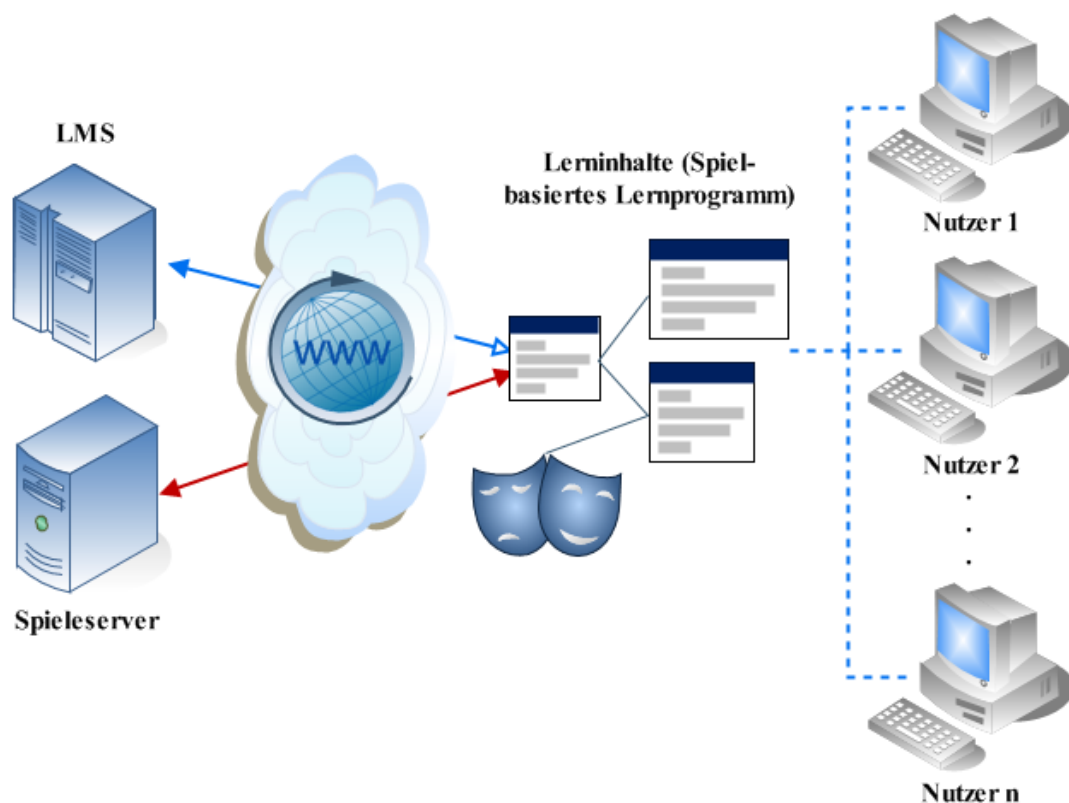 LMS
Lerninhalte (Spiel-
basiertes Lernprogramm)
WWW
Spieleserver
Nutzer 1
Nutzer 2
.
.
.
Nutzer n